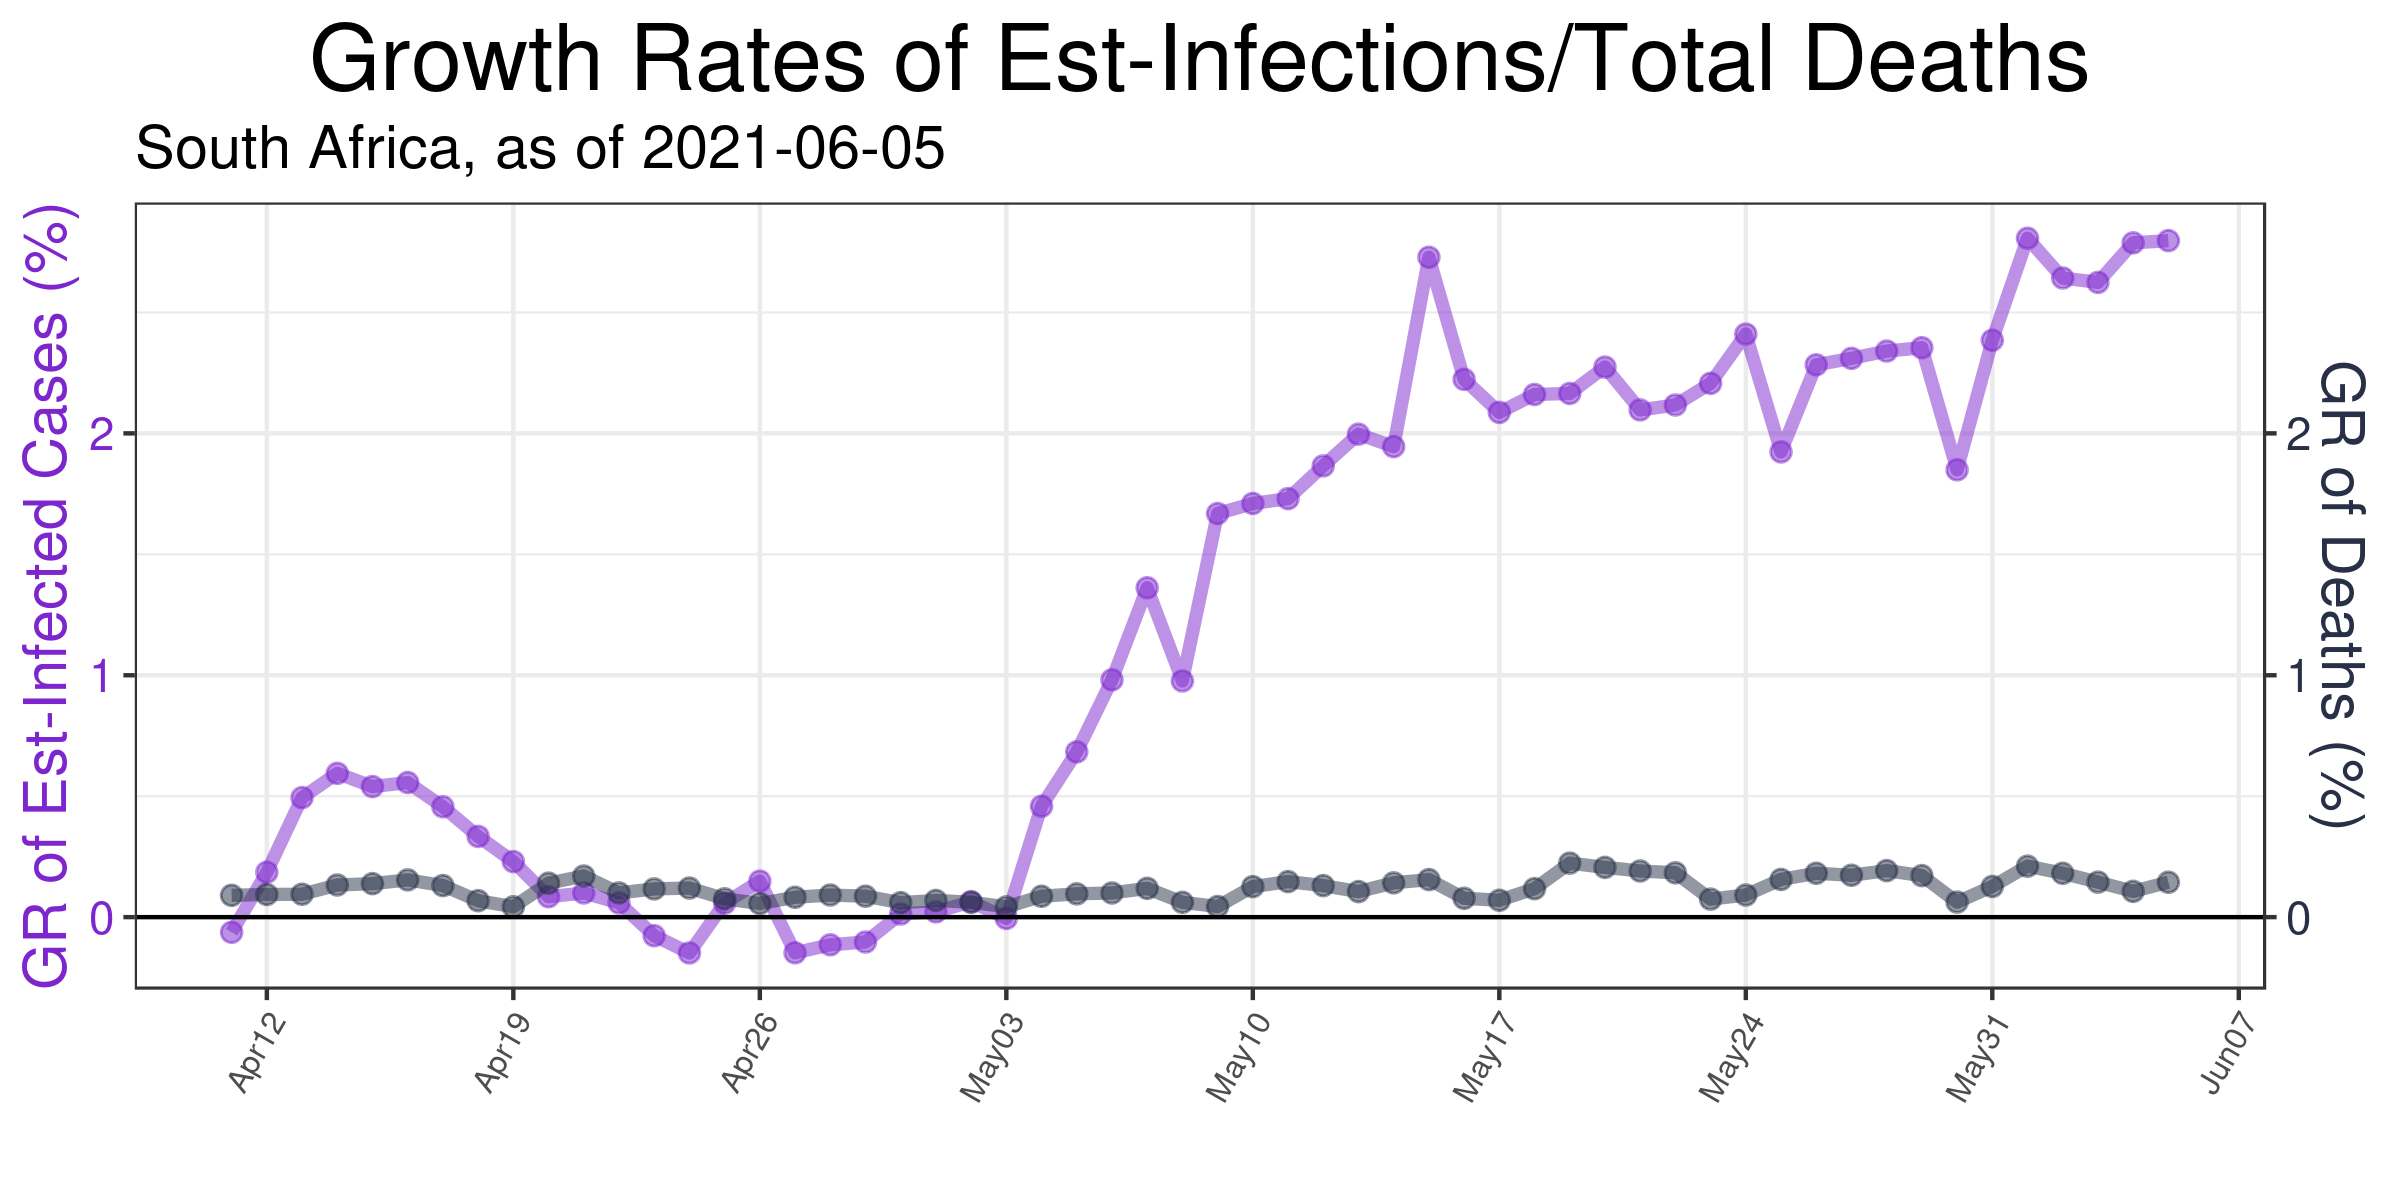 Growth Rates of Est-Infections/Total Deaths
South Africa, as of 2021-06-05
GR of Est-Infected Cases (%)
2
1
0
2
1
0
GR of Deaths (%)
Apr12
Apr19
Apr26
May03
May10
May17
May24
May31
Jun07